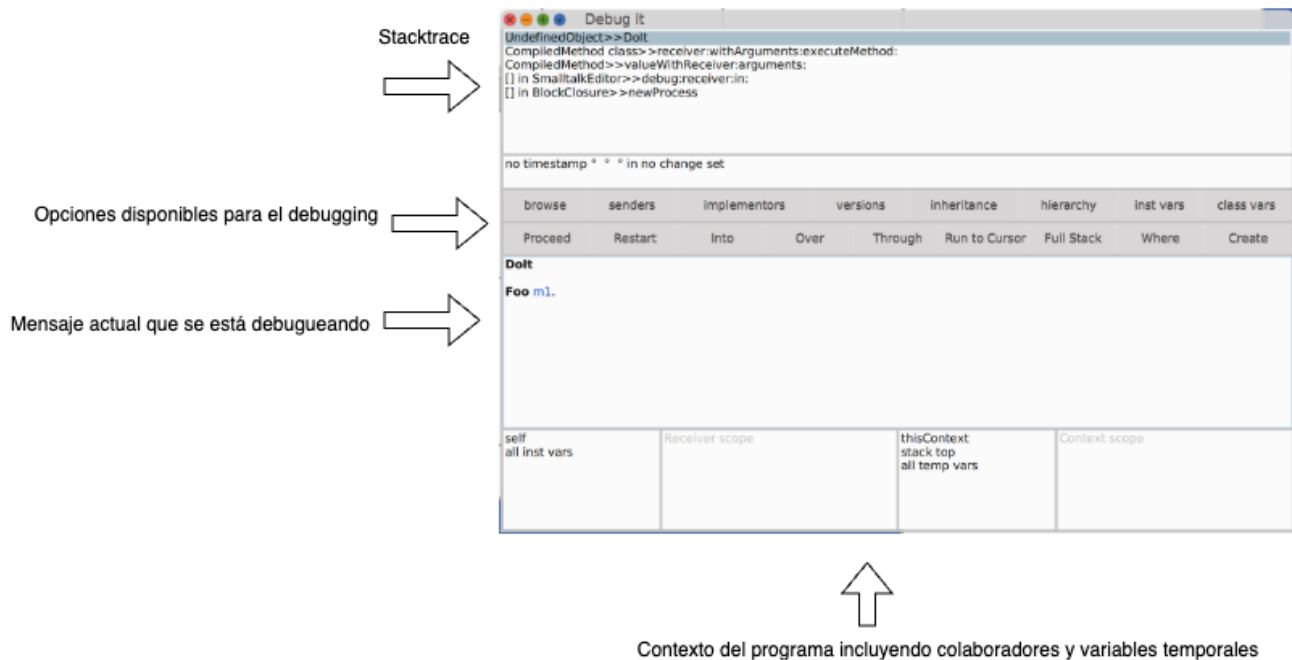 Debug it
Stacktrace
UndefinedObject>>DoIt
CompiledMethod class>>receiver:withArguments:executeMethod:
CompiledMethod>>valueWithReceiver:arguments:
[] in SmalltalkEditor>>debug:receiver:in:
[] in BlockClosure>>newProcess
no timestamp ° ° ° in no change set
Opciones disponibles para el debugging
browse senders implementors versions inheritance hierarchy inst vars class vars
Proceed Restart Into Over Through Run to Cursor Full Stack Where Create
DoIt
Foo m1.
Mensaje actual que se está debugueando
self
all inst vars
Receiver scope
thisContext
stack top
all temp vars
Context scope
Contexto del programa incluyendo colaboradores y variables temporales